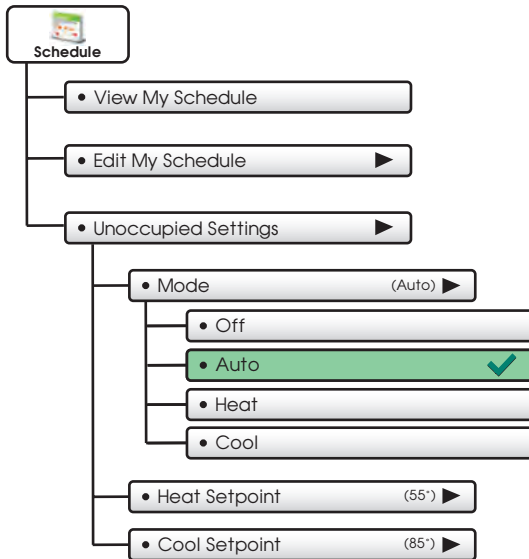 Schedule
• View My Schedule
• Edit My Schedule
• Unoccupied Settings
• Mode (Auto)
• Off
• Auto
• Heat
• Cool
• Heat Setpoint (55°)
• Cool Setpoint (85°)